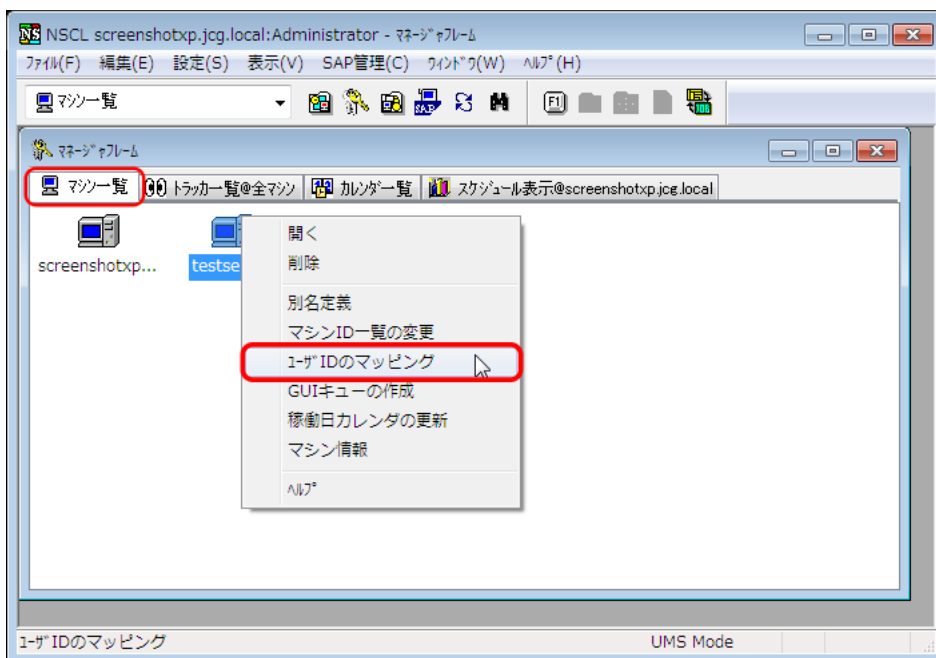 NSCL screenshotxp.jcg.local:Administrator - ﾏﾈｰｼﾞｬﾌﾚｰﾑ
ﾌｧｲﾙ(F) 編集(E) 設定(S) 表示(V) SAP管理(C) ｳｨﾝﾄﾞｳ(W) ﾍﾙﾌﾟ(H)
マシン一覧
SAP
F1
ﾏﾈｰｼﾞｬﾌﾚｰﾑ
マシン一覧 トラッカー一覧@全マシン カレンダー一覧 スケジュール表示@screenshotxp.jcg.local
screenshotxp... testse
開く
削除
別名定義
マシンID一覧の変更
ﾕｰｻﾞIDのマッピング
GUIキューの作成
稼働日カレンダの更新
マシン情報
ﾍﾙﾌﾟ
ﾕｰｻﾞIDのマッピング UMS Mode